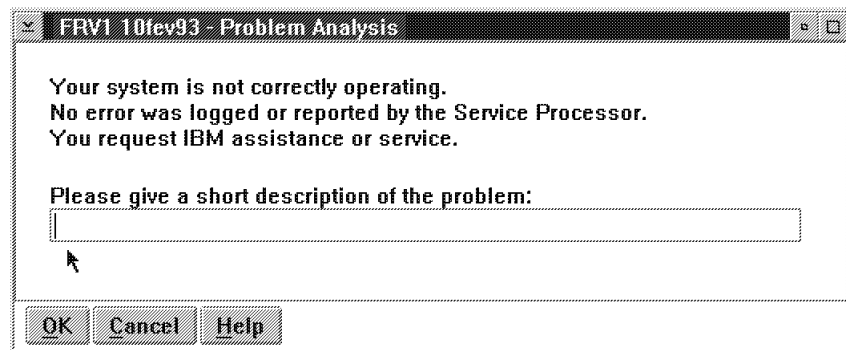 FRV1 10fev93 - Problem Analysis
Your system is not correctly operating.
No error was logged or reported by the Service Processor.
You request IBM assistance or service.
Please give a short description of the problem:
OK Cancel Help